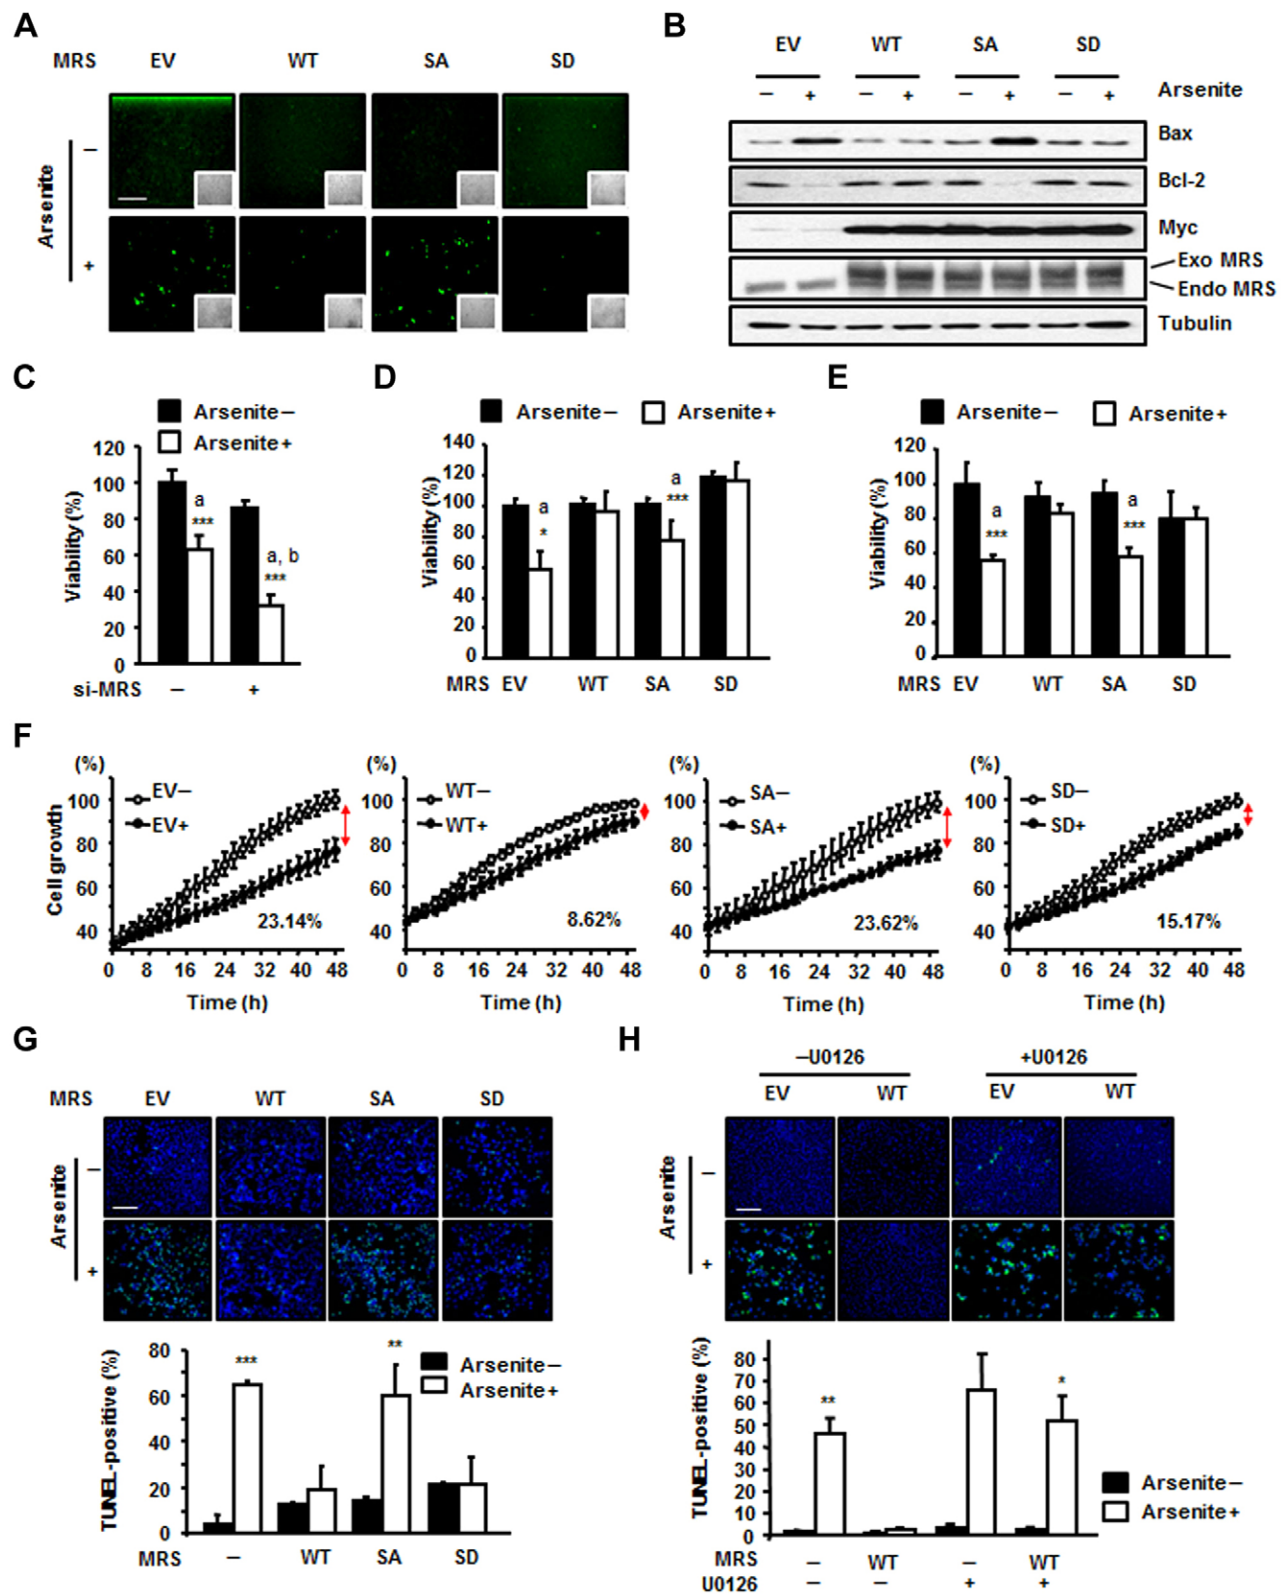 A
MRS EV WT SA SD
Arsenite
–
+
B
EV WT SA SD
– + – + – + – + Arsenite
Bax
Bcl-2
Myc
Exo MRS
Endo MRS
Tubulin
C
Arsenite–
Arsenite+
Viability (%)
120
100
80
60
40
20
0
a
***
a, b
***
si-MRS – +
D
Arsenite– Arsenite+
Viability (%)
140
120
100
80
60
40
20
0
a
*
a
***
MRS EV WT SA SD
E
Arsenite– Arsenite+
Viability (%)
120
100
80
60
40
20
0
a
***
a
***
MRS EV WT SA SD
F
Cell growth
(%)
100
80
60
40
EV–
EV+
23.14%
0 8 16 24 32 40 48
Time (h)
(%)
100
80
60
40
WT–
WT+
8.62%
0 8 16 24 32 40 48
Time (h)
(%)
100
80
60
40
SA–
SA+
23.62%
0 8 16 24 32 40 48
Time (h)
(%)
100
80
60
40
SD–
SD+
15.17%
0 8 16 24 32 40 48
Time (h)
G
MRS EV WT SA SD
Arsenite
–
+
TUNEL-positive (%)
80
60
40
20
0
***
**
Arsenite–
Arsenite+
MRS – WT SA SD
H
–U0126 +U0126
EV WT EV WT
Arsenite
–
+
TUNEL-positive (%)
80
70
60
50
40
30
20
10
0
**
*
Arsenite–
Arsenite+
MRS – WT – WT
U0126 – – + +